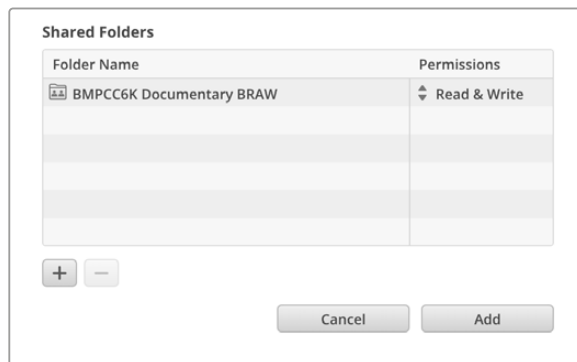 Shared Folders
Folder Name Permissions
BMPCC6K Documentary BRAW Read & Write
+ −
Cancel Add